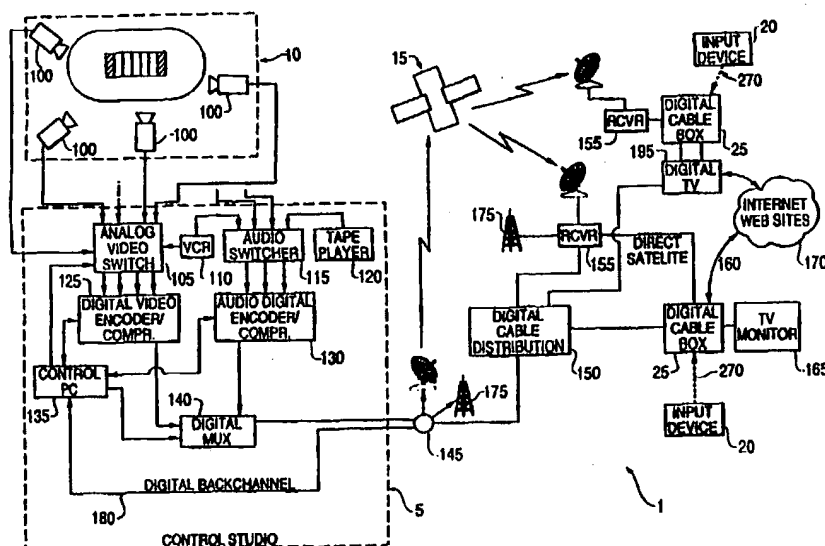 100
10
100
100
100
ANALOG
VIDEO
SWITCH
105
VCR
110
AUDIO
SWITCHER
115
TAPE
PLAYER
120
125
DIGITAL VIDEO
ENCODER/
COMPR.
AUDIO DIGITAL
ENCODER/
COMPR.
130
CONTROL
PC
135
140
DIGITAL
MUX
DIGITAL BACKCHANNEL
180
CONTROL STUDIO
5
145
175
15
RCVR
155
INPUT
DEVICE
20
270
DIGITAL
CABLE
BOX
25
195
DIGITAL
TV
INTERNET
WEB SITES
170
175
RCVR
155
DIRECT
SATELITE
160
DIGITAL CABLE
DISTRIBUTION
150
DIGITAL
CABLE
BOX
25
TV
MONITOR
165
270
INPUT
DEVICE
20
1